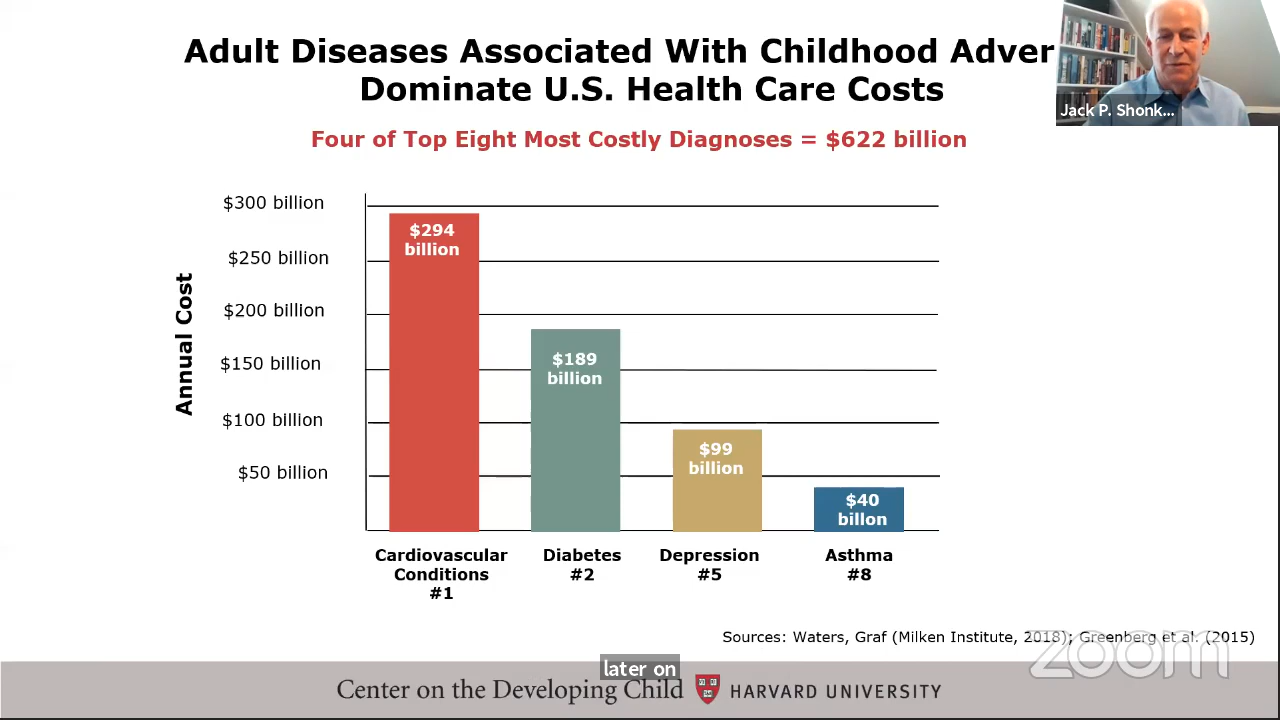 Adult Diseases Associated With Childhood Adver
Dominate U.S. Health Care Costs
Jack P. Shonk...
Four of Top Eight Most Costly Diagnoses = $622 billion
$300 billion
$250 billion
$200 billion
$150 billion
$100 billion
$50 billion
Annual Cost
$294
billion
$189
billion
$99
billion
$40
billon
Cardiovascular
Conditions
#1
Diabetes
#2
Depression
#5
Asthma
#8
Sources: Waters, Graf (Milken Institute, 2018); Greenberg et al. (2015)
zoom
later on
Center on the Developing Child HARVARD UNIVERSITY